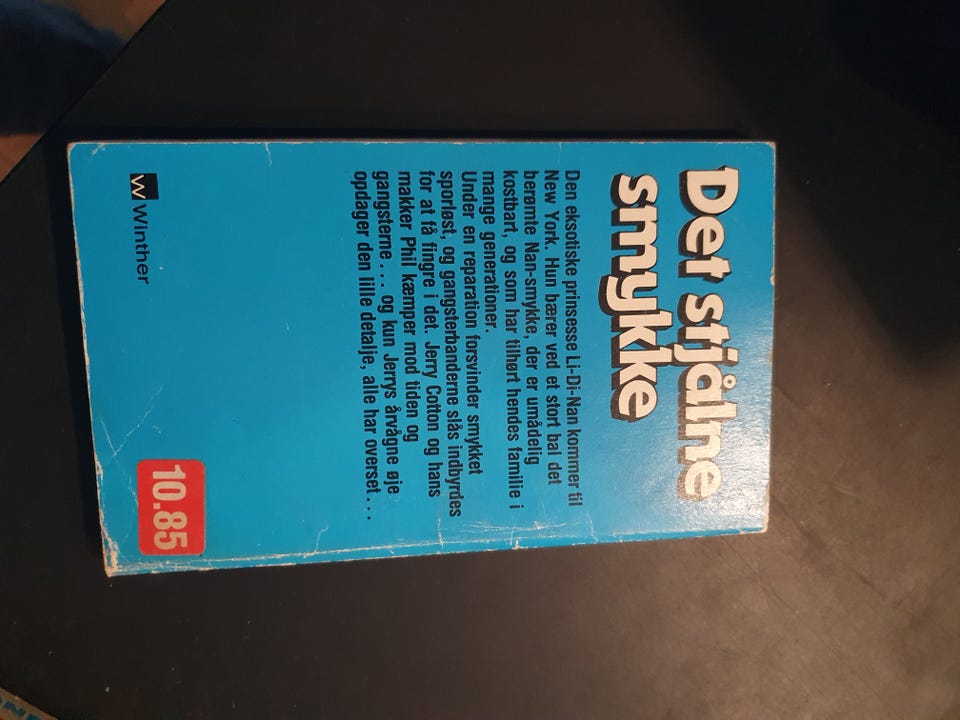 Det stjålne
smykke
Den eksotiske prinsesse Li-Di-Nan kommer til
New York. Hun bærer ved et stort bal det
berømte Nan-smykke, der er umådelig
kostbart, og som har tilhørt hendes familie i
mange generationer.
Under en reparation forsvinder smykket
sporløst, og gangsterbanderne slås indbyrdes
for at få fingre i det. Jerry Cotton og hans
makker Phil kæmper mod tiden og
gangsterne ... og kun Jerrys årvågne øje
opdager den lille detalje, alle har overset...
W Winther
10.85